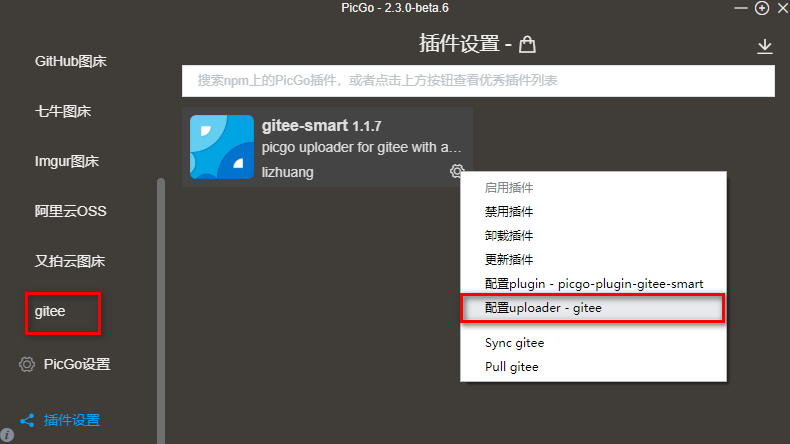 PicGo - 2.3.0-beta.6
GitHub图床
七牛图床
Imgur图床
阿里云OSS
又拍云图床
gitee
PicGo设置
插件设置
插件设置 -
搜索npm上的PicGo插件，或者点击上方按钮查看优秀插件列表
gitee-smart 1.1.7
picgo uploader for gitee with a...
lizhuang
启用插件
禁用插件
卸载插件
更新插件
配置plugin - picgo-plugin-gitee-smart
配置uploader - gitee
Sync gitee
Pull gitee